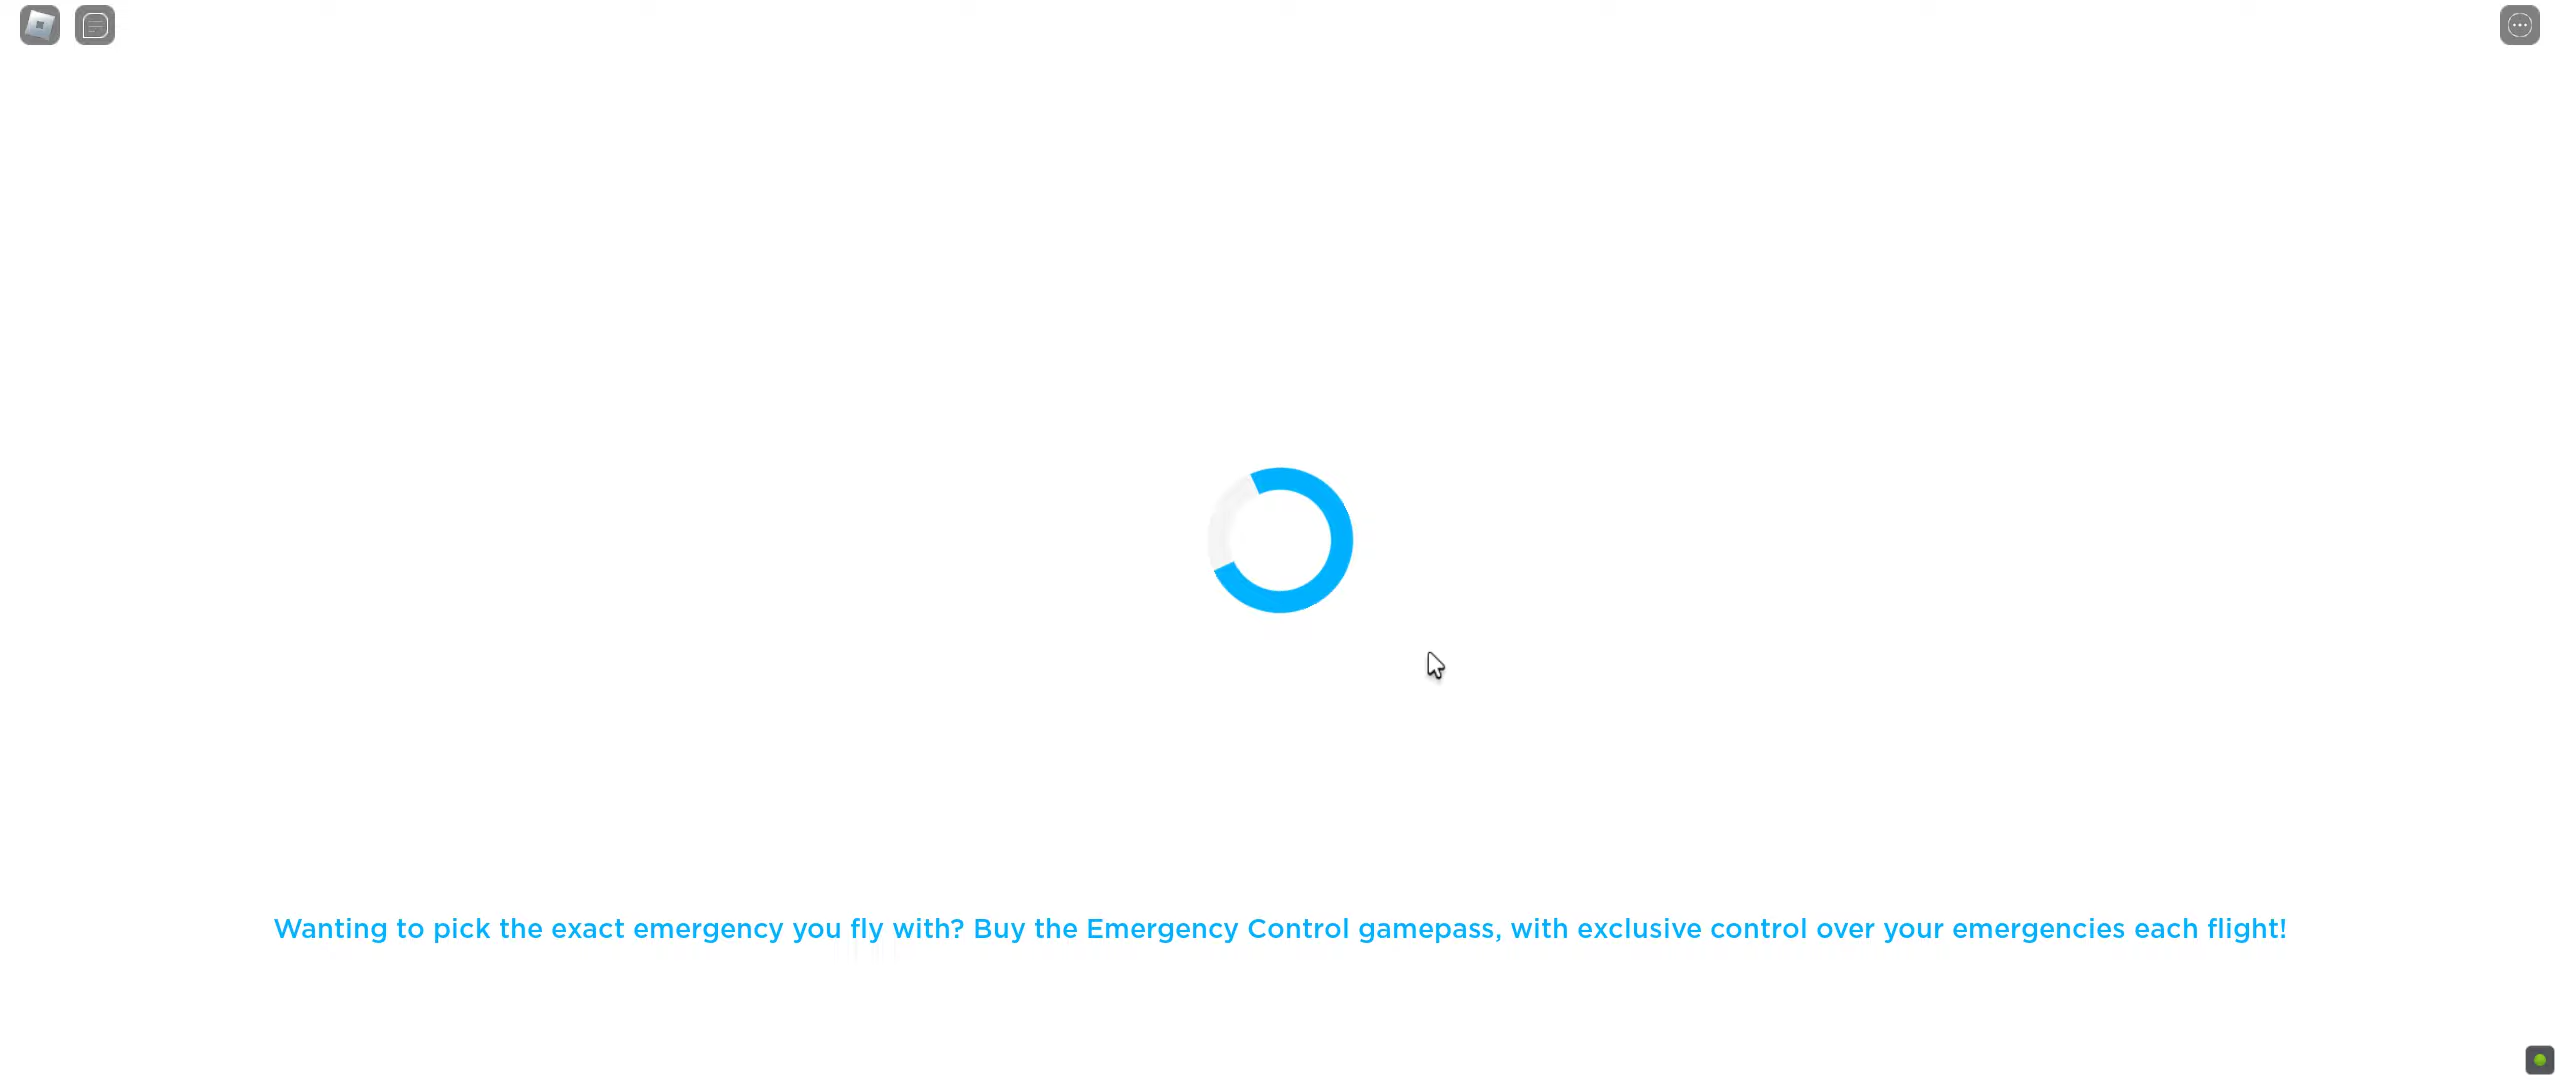 Wanting to pick the exact emergency you fly with? Buy the Emergency Control gamepass, with exclusive control over your emergencies each flight!